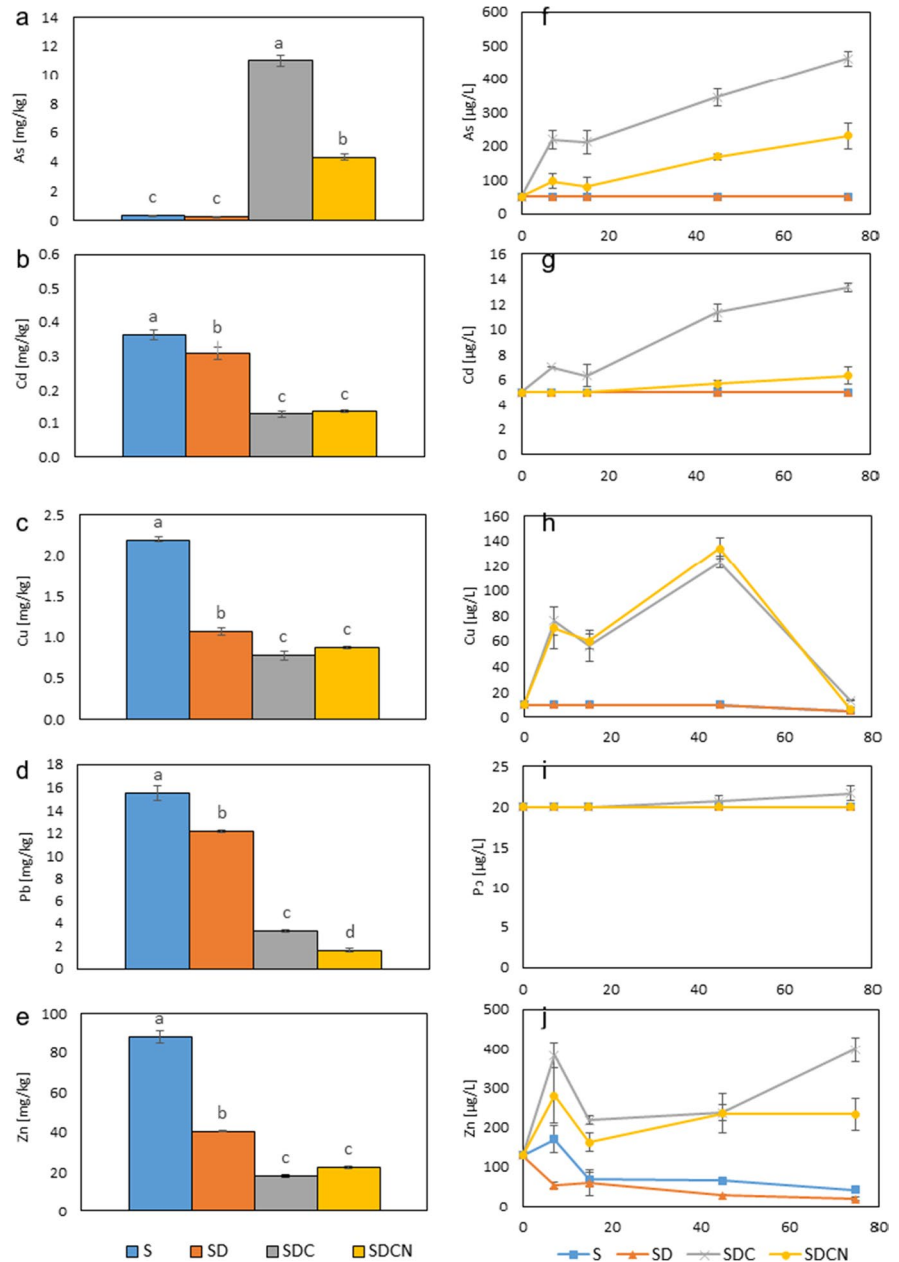 a
As [mg/kg]
14
12
10
8
6
4
2
0
c
c
a
b
b
Cd [mg/kg]
0.6
0.5
0.4
0.3
0.2
0.1
0.0
a
b
c
c
c
Cu [mg/kg]
2.5
2.0
1.5
1.0
0.5
0.0
a
b
c
c
d
Pb [mg/kg]
18
16
14
12
10
8
6
4
2
0
a
b
c
d
e
Zn [mg/kg]
100
80
60
40
20
0
a
b
c
c
S SD SDC SDCN
f
As [µg/L]
600
500
400
300
200
100
0
0 20 40 60 80
g
Cd [µg/L]
16
14
12
10
8
6
4
2
0
0 20 40 60 80
h
Cu [µg/L]
160
140
120
100
80
60
40
20
0
0 20 40 60 80
i
Pb [µg/L]
25
20
15
10
5
0
0 20 40 60 80
j
Zn [µg/L]
500
400
300
200
100
0
0 20 40 60 80
S SD SDC SDCN